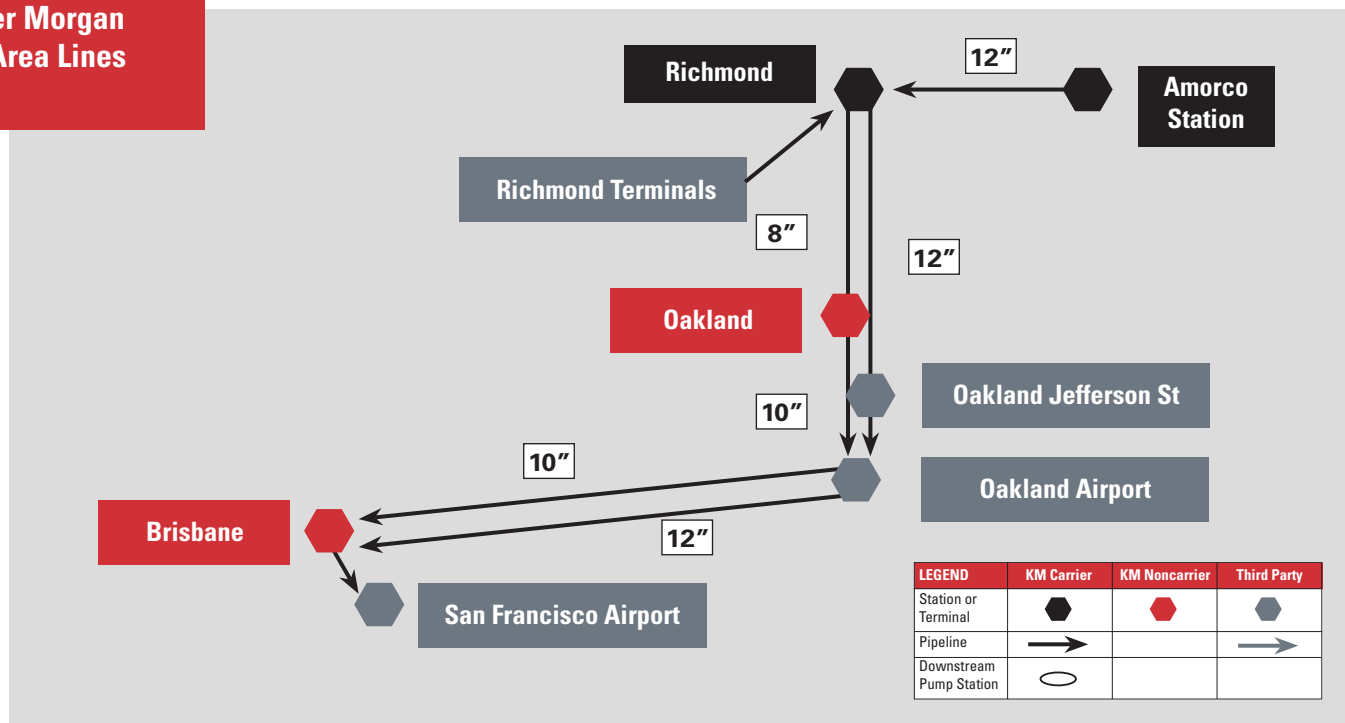 er Morgan
Area Lines
Richmond
12″
Amorco
Station
Richmond Terminals
8″
12″
Oakland
Oakland Jefferson St
10″
10″
Oakland Airport
Brisbane
12″
San Francisco Airport
LEGEND KM Carrier KM Noncarrier Third Party
Station or
Terminal
Pipeline
Downstream
Pump Station